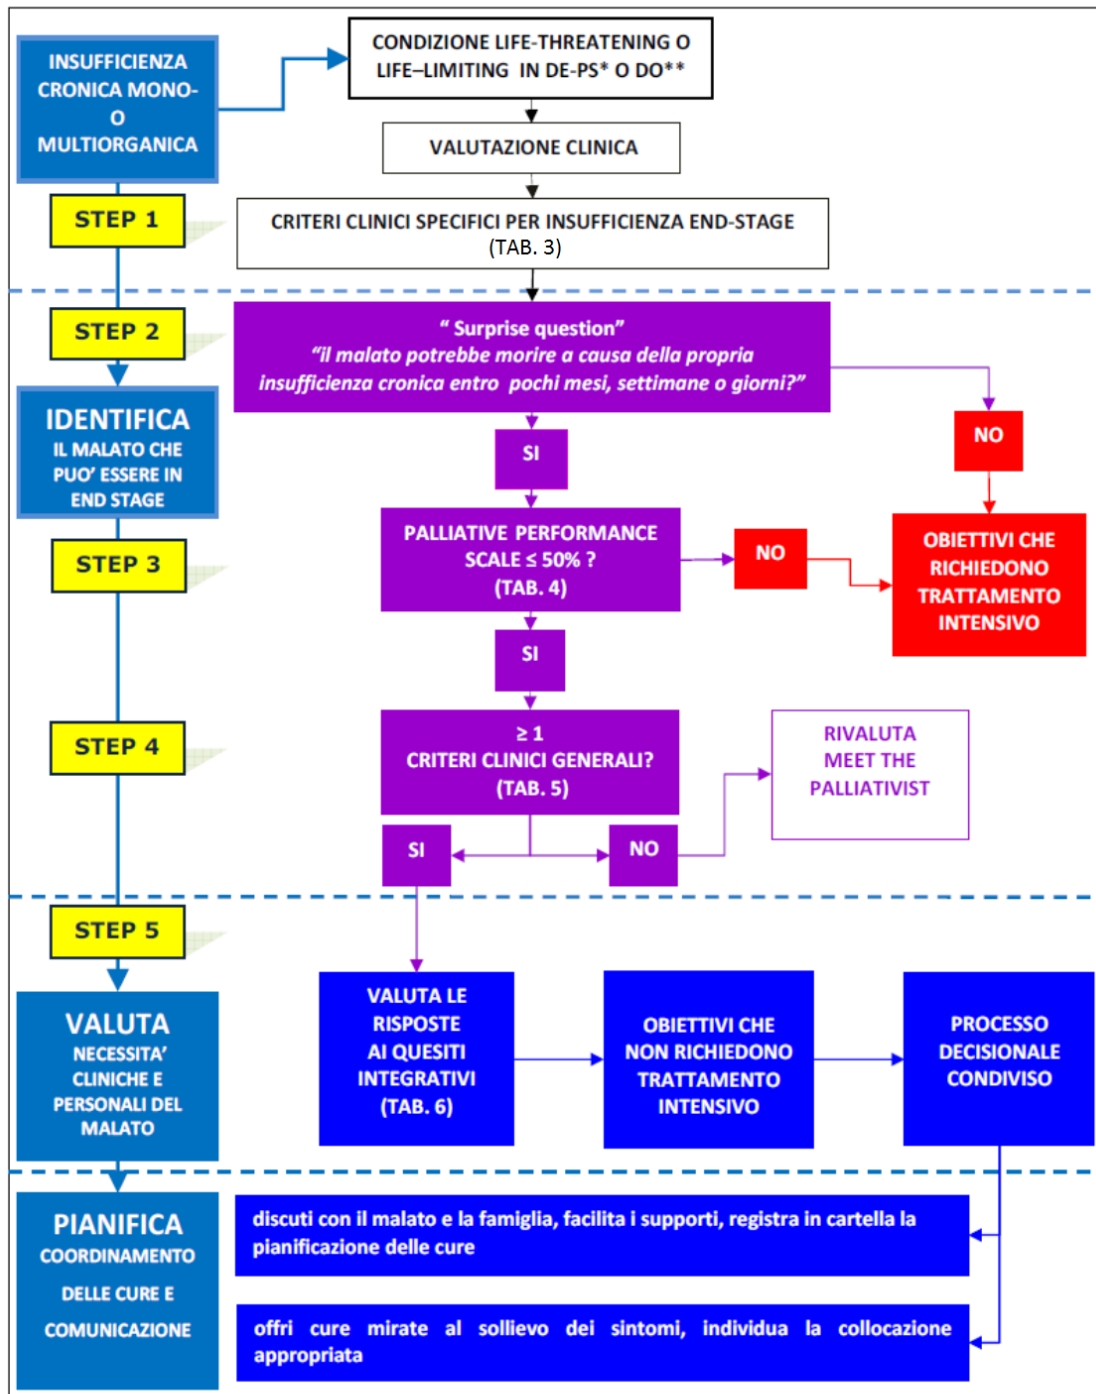 INSUFFICIENZA
CRONICA MONO-
O
MULTIORGANICA
CONDIZIONE LIFE-THREATENING O
LIFE–LIMITING IN DE-PS* O DO**
VALUTAZIONE CLINICA
STEP 1
CRITERI CLINICI SPECIFICI PER INSUFFICIENZA END-STAGE
(TAB. 3)
STEP 2
“ Surprise question”
“il malato potrebbe morire a causa della propria
insufficienza cronica entro pochi mesi, settimane o giorni?”
IDENTIFICA
IL MALATO CHE
PUO’ ESSERE IN
END STAGE
SI
NO
STEP 3
PALLIATIVE PERFORMANCE
SCALE ≤ 50% ?
(TAB. 4)
NO
OBIETTIVI CHE
RICHIEDONO
TRATTAMENTO
INTENSIVO
SI
STEP 4
≥ 1
CRITERI CLINICI GENERALI?
(TAB. 5)
RIVALUTA
MEET THE
PALLIATIVIST
SI
NO
STEP 5
VALUTA
NECESSITA’
CLINICHE E
PERSONALI DEL
MALATO
VALUTA LE
RISPOSTE
AI QUESITI
INTEGRATIVI
(TAB. 6)
OBIETTIVI CHE
NON RICHIEDONO
TRATTAMENTO
INTENSIVO
PROCESSO
DECISIONALE
CONDIVISO
PIANIFICA
COORDINAMENTO
DELLE CURE E
COMUNICAZIONE
discuti con il malato e la famiglia, facilita i supporti, registra in cartella la
pianificazione delle cure
offri cure mirate al sollievo dei sintomi, individua la collocazione
appropriata